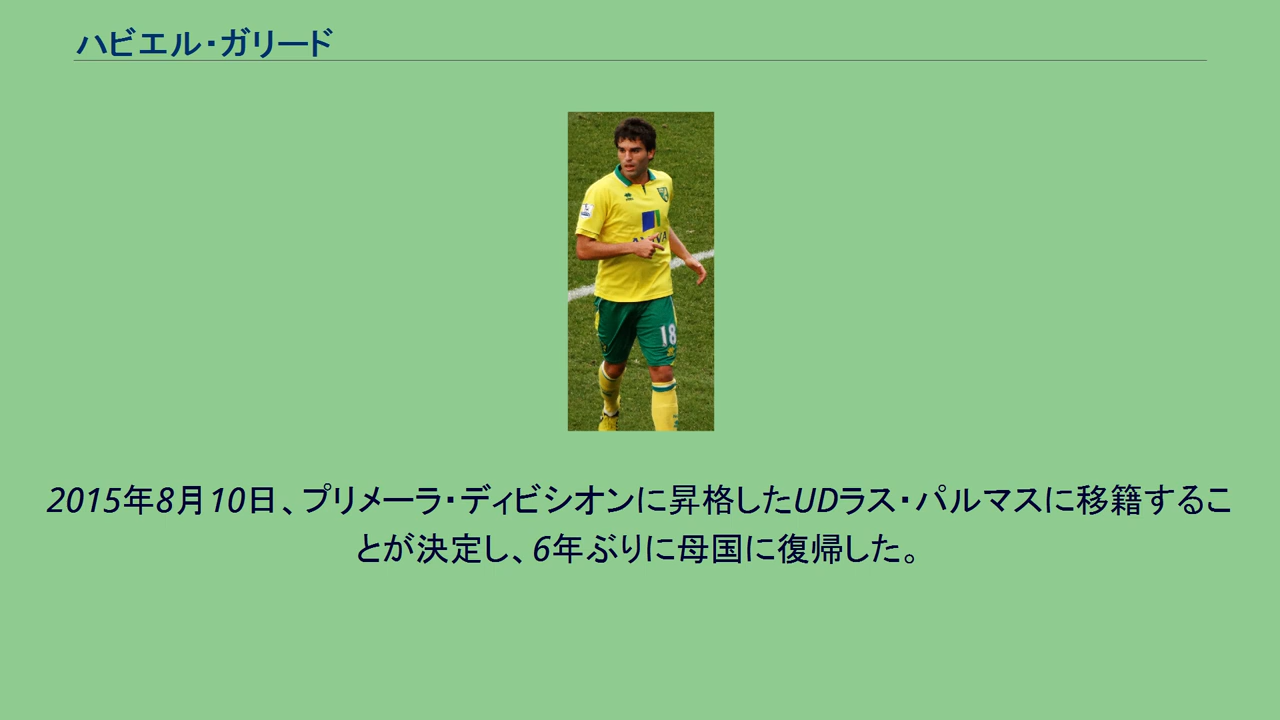 ハビエル・ガリード
18
2015年8月10日、プリメーラ・ディビシオンに昇格したUDラス・パルマスに移籍するこ
とが決定し、6年ぶりに母国に復帰した。